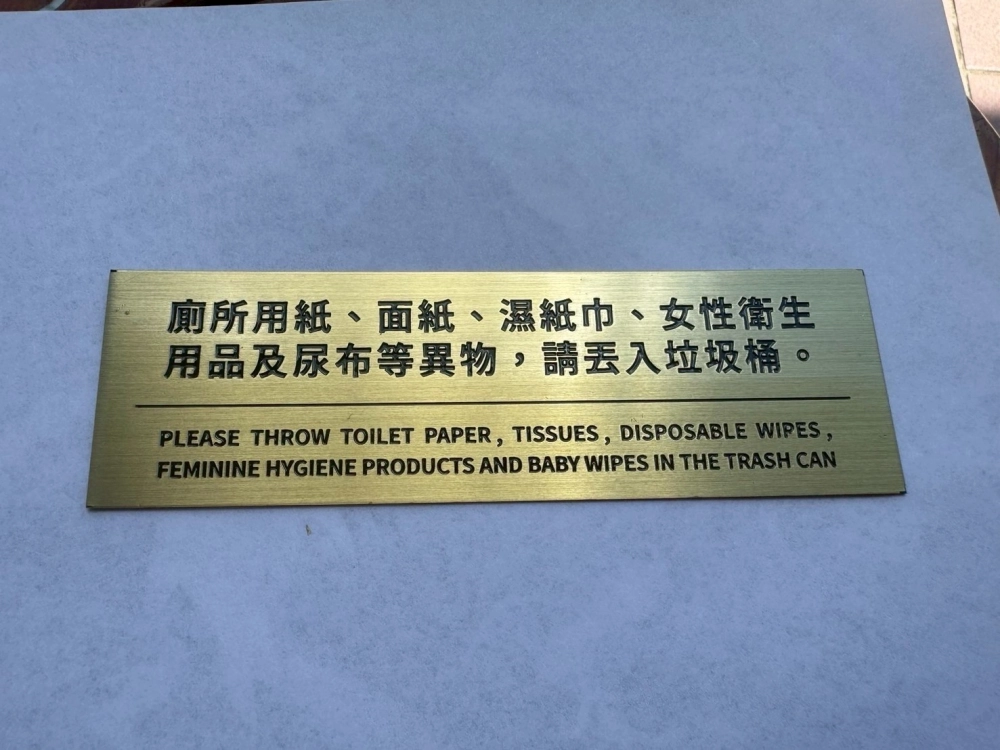 廁所用紙、面紙、濕紙巾、女性衛生
用品及尿布等異物，請丟入垃圾桶。
PLEASE THROW TOILET PAPER, TISSUES, DISPOSABLE WIPES,
FEMININE HYGIENE PRODUCTS AND BABY WIPES IN THE TRASH CAN